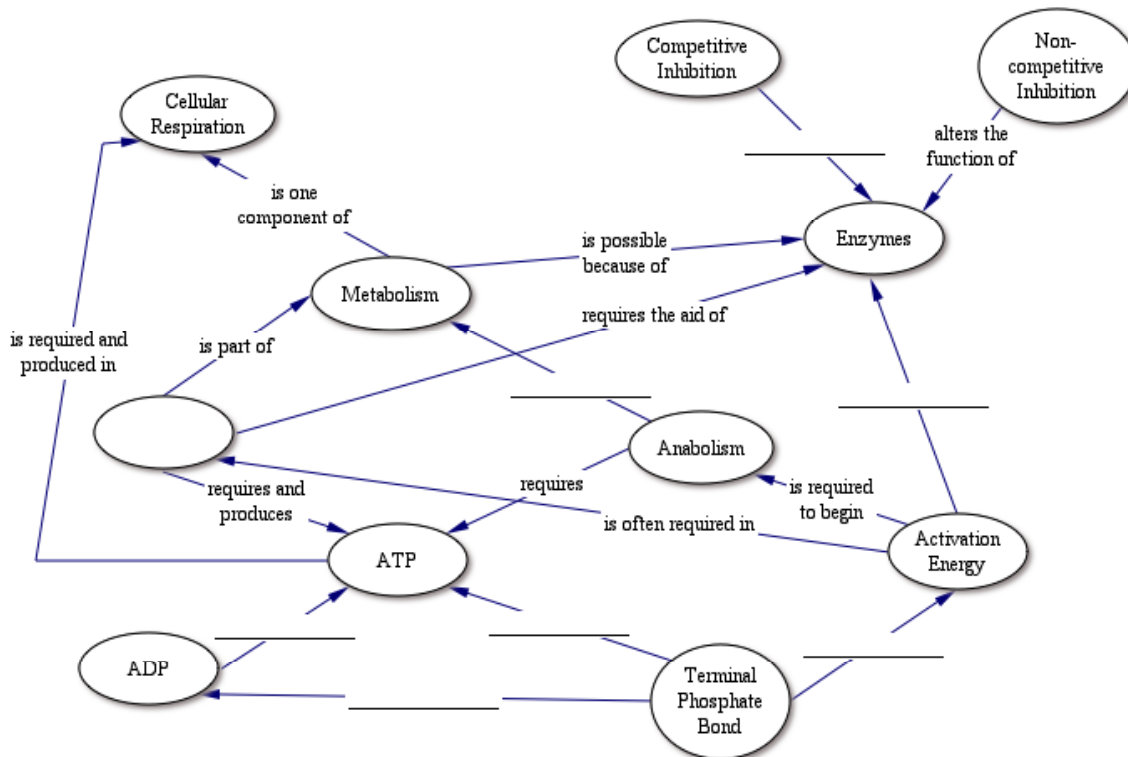 Competitive
Inhibition
Non-
competitive
Inhibition
Cellular
Respiration
alters the
function of
is one
component of
Enzymes
is possible
because of
Metabolism
requires the aid of
is required and
produced in
is part of
Anabolism
requires and
produces
requires
is required
to begin
is often required in
Activation
Energy
ATP
ADP
Terminal
Phosphate
Bond